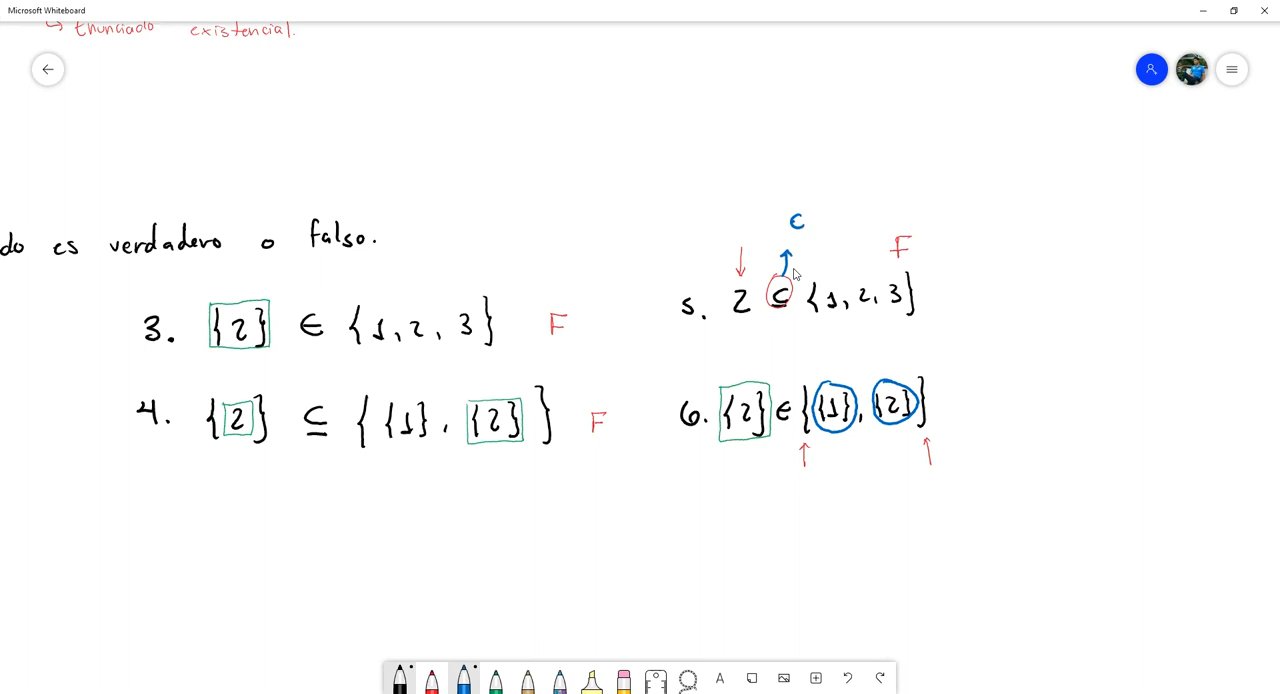 Microsoft Whiteboard
↳ Enunciado existencial.
do es verdadero o falso.
3. {2} ∈ {1, 2, 3} F
4. {2} ⊆ {{1}, {2}} F
∈
5. 2 ⊆ {1, 2, 3} F
6. {2} ∈ {{1}, {2}}
A